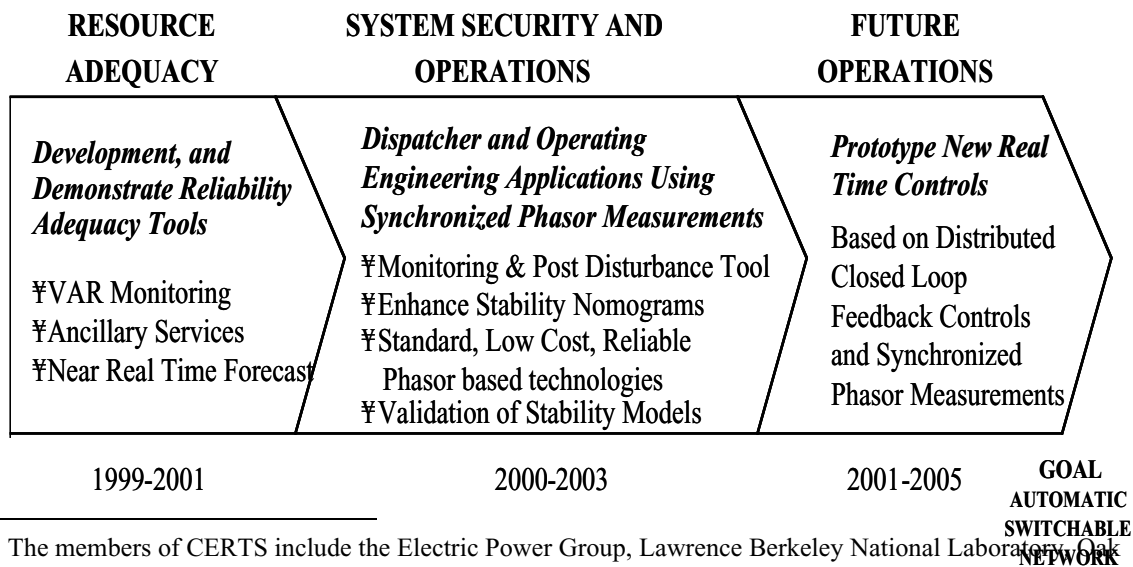 RESOURCE
ADEQUACY
SYSTEM SECURITY AND
OPERATIONS
FUTURE
OPERATIONS
Development, and
Demonstrate Reliability
Adequacy Tools
¥VAR Monitoring
¥Ancillary Services
¥Near Real Time Forecast
Dispatcher and Operating
Engineering Applications Using
Synchronized Phasor Measurements
¥Monitoring & Post Disturbance Tool
¥Enhance Stability Nomograms
¥Standard, Low Cost, Reliable
Phasor based technologies
¥Validation of Stability Models
Prototype New Real
Time Controls
Based on Distributed
Closed Loop
Feedback Controls
and Synchronized
Phasor Measurements
1999-2001
2000-2003
2001-2005
GOAL
AUTOMATIC
SWITCHABLE
NETWORK
The members of CERTS include the Electric Power Group, Lawrence Berkeley National Laboratory, Oak